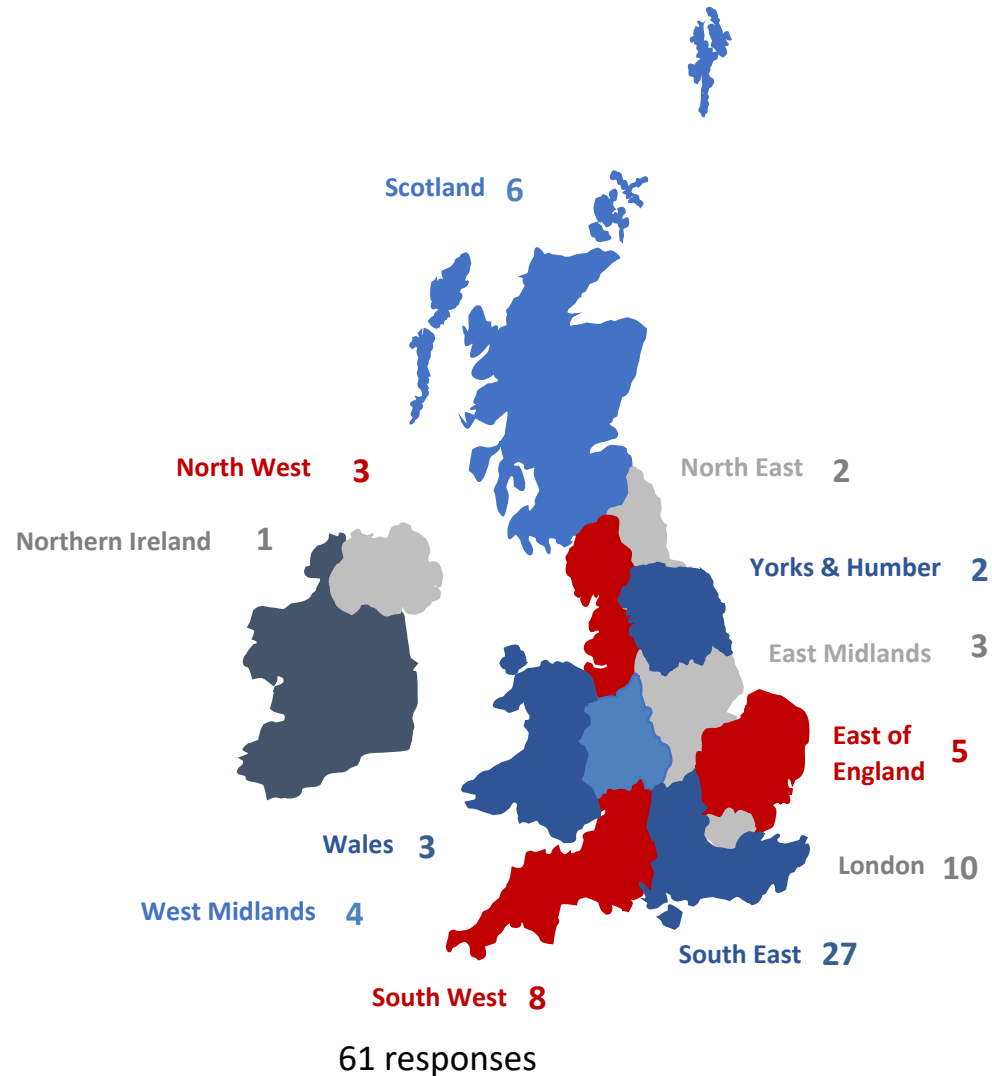 Scotland 6
North West 3
North East 2
Northern Ireland 1
Yorks & Humber 2
East Midlands 3
East of
England 5
Wales 3
London 10
West Midlands 4
South East 27
South West 8
61 responses